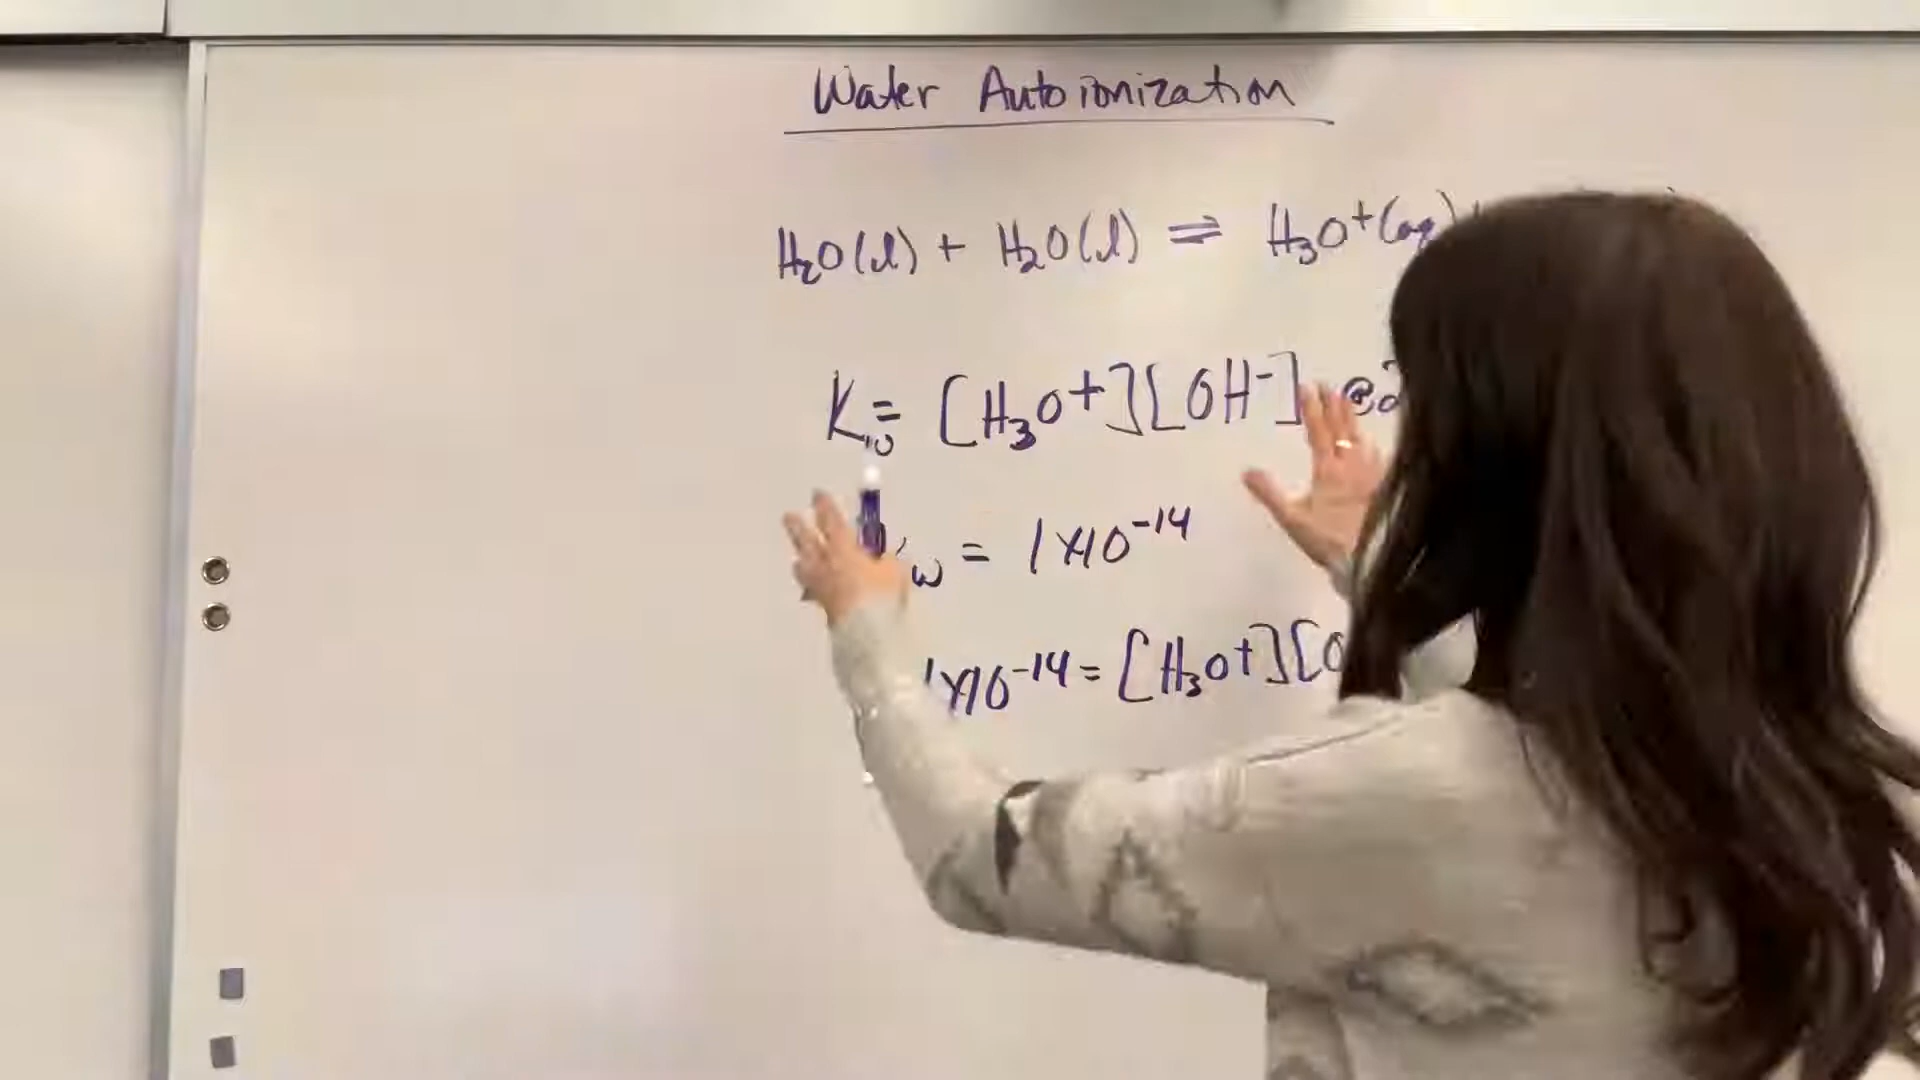 Water Autoionization
H₂O(l) + H₂O(l) ⇌ H₃O⁺(aq)
Kw = [H₃O⁺][OH⁻] @
w = 1x10⁻¹⁴
1x10⁻¹⁴ = [H₃O⁺][O